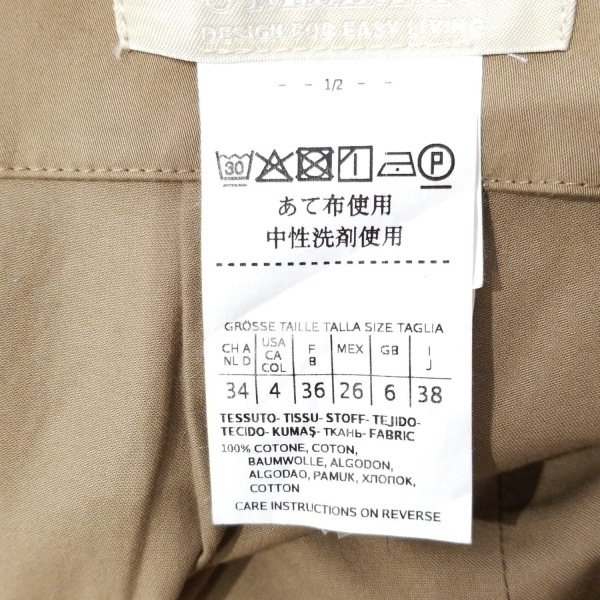 DESIGN FOR EASY LIVING
- - 1/2 - -
30
P
あて布使用
中性洗剤使用
GRÖSSE TAILLE TALLA SIZE TAGLIA
CH A NL D USA CA COL F B MEX GB I J
34 4 36 26 6 38
TESSUTO- TISSU- STOFF- TEJIDO-
TECIDO- KUMAŞ- ТКАНЬ- FABRIC
100% COTONE, COTON,
BAUMWOLLE, ALGODON,
ALGODAO, PAMUK, ХЛОПОК,
COTTON
CARE INSTRUCTIONS ON REVERSE